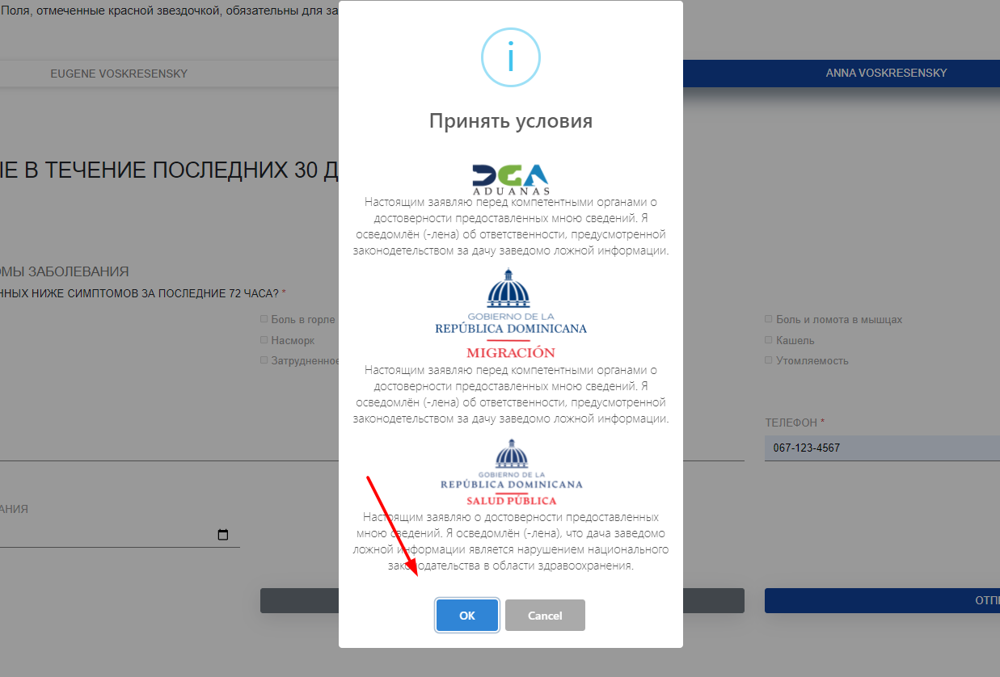 Поля, отмеченные красной звездочкой, обязательны для за
EUGENE VOSKRESENSKY
ANNA VOSKRESENSKY
Принять условия
ЫЕ В ТЕЧЕНИЕ ПОСЛЕДНИХ 30 Д
DGA
ADUANAS
Настоящим заявляю перед компетентными органами о
достоверности предоставленных мною сведений. Я
осведомлён (-лена) об ответственности, предусмотренной
законодетельством за дачу заведомо ложной информации.
ОМЫ ЗАБОЛЕВАНИЯ
ННЫХ НИЖЕ СИМПТОМОВ ЗА ПОСЛЕДНИЕ 72 ЧАСА? *
Боль в горле
Насморк
Затрудненное
Боль и ломота в мышцах
Кашель
Утомляемость
GOBIERNO DE LA
REPÚBLICA DOMINICANA
MIGRACIÓN
Настоящим заявляю перед компетентными органами о
достоверности предоставленных мною сведений. Я
осведомлён (-лена) об ответственности, предусмотренной
законодетельством за дачу заведомо ложной информации.
ТЕЛЕФОН *
067-123-4567
GOBIERNO DE LA
REPÚBLICA DOMINICANA
SALUD PÚBLICA
АНИЯ
Настоящим заявляю о достоверности предоставленных
мною сведений. Я осведомлён (-лена), что дача заведомо
ложной информации является нарушением национального
законодательства в области здравоохранения.
ОТП
OK
Cancel